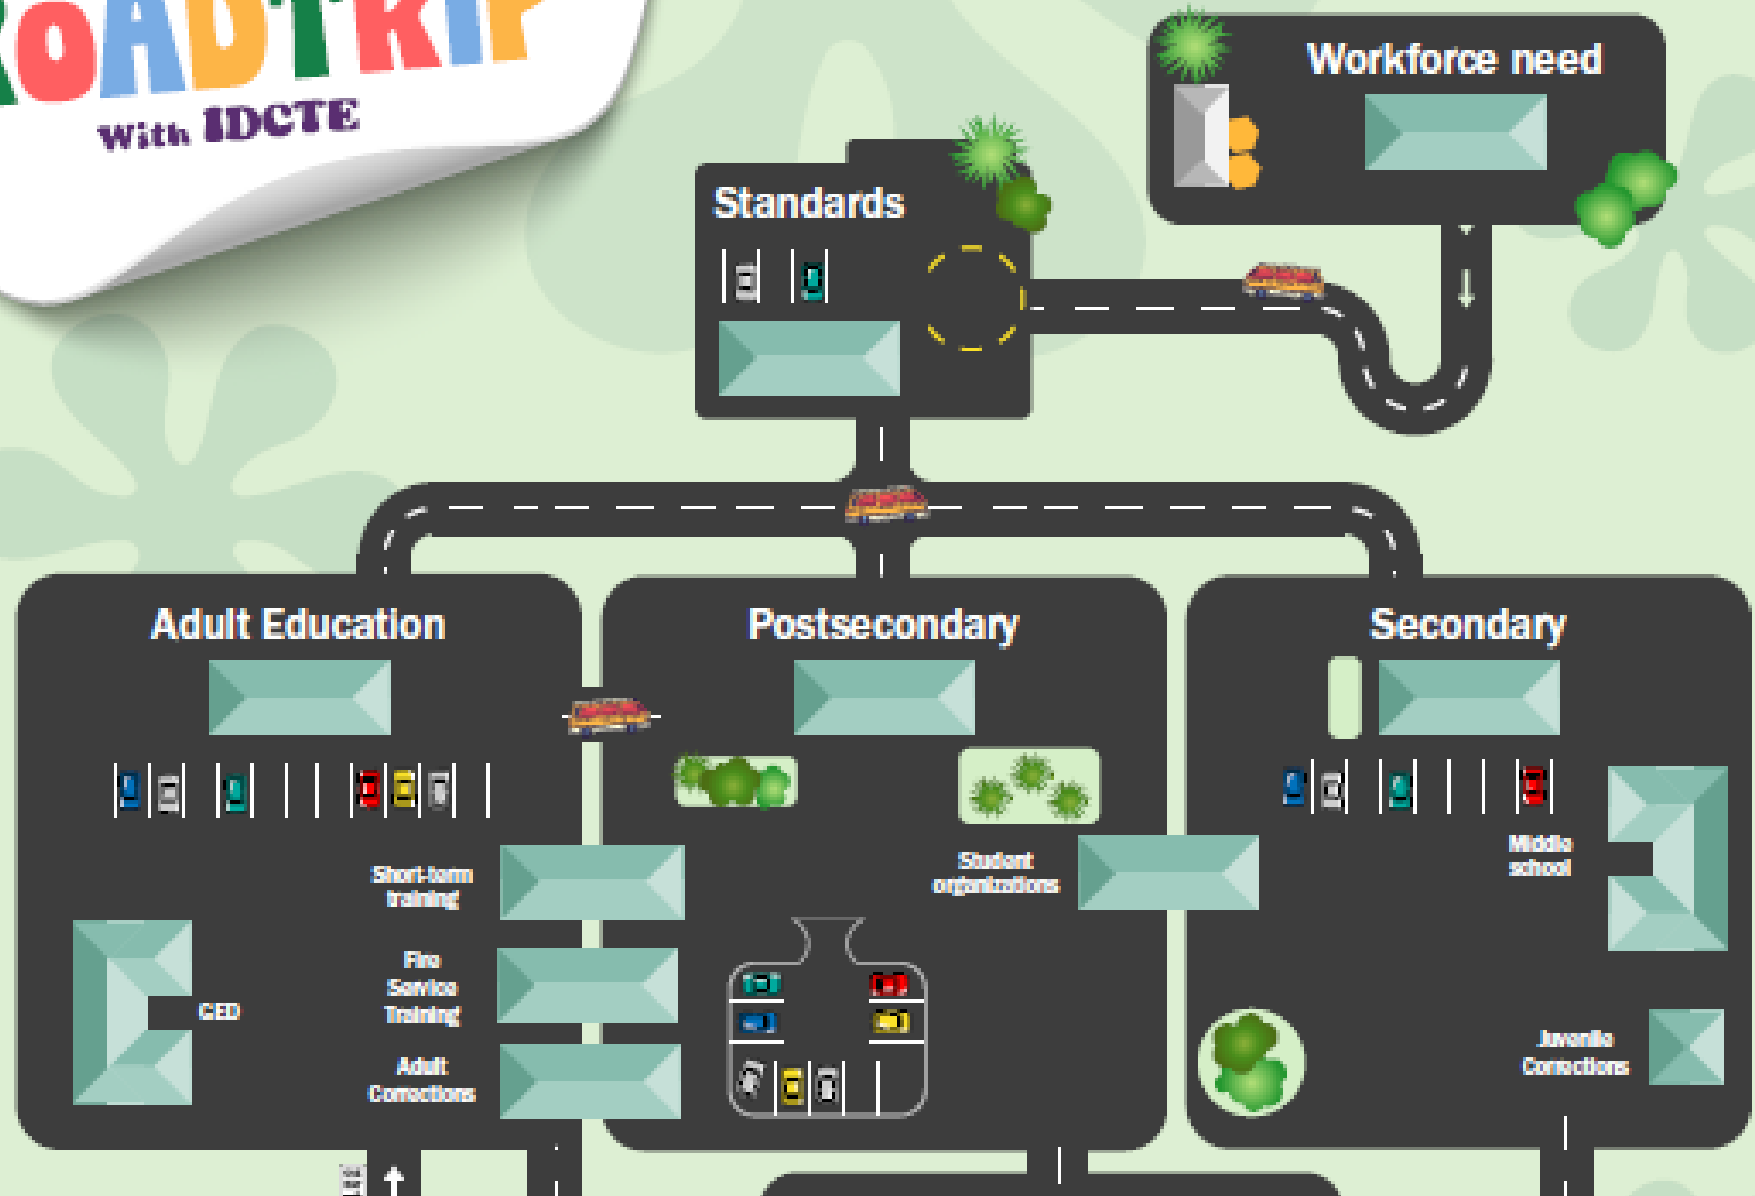 ROADTRIP
With IDCTE
Workforce need
Standards
Adult Education
Postsecondary
Secondary
Short-term
training
Student
organizations
Middle
school
GED
Fire
Service
Training
Adult
Corrections
Juvenile
Corrections